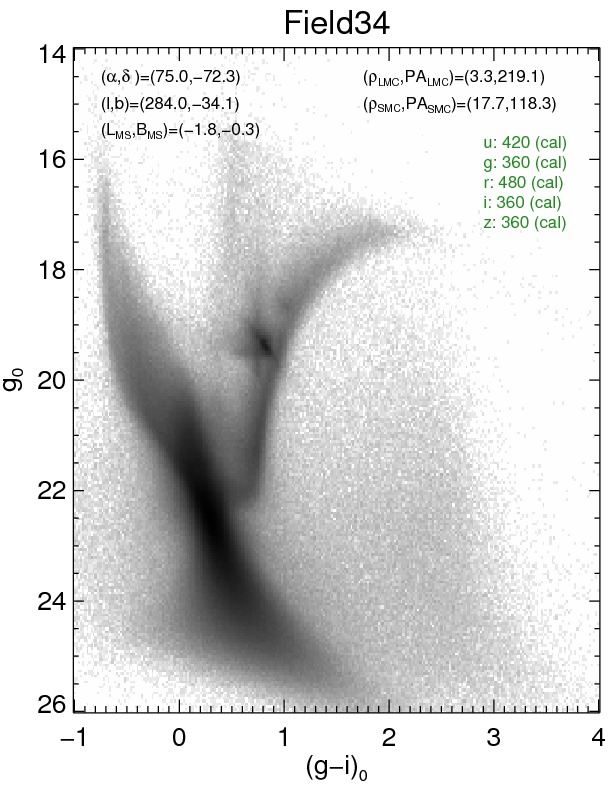 Field34
(α,δ )=(75.0,−72.3)
(ρLMC,PALMC)=(3.3,219.1)
(l,b)=(284.0,−34.1)
(ρSMC,PASMC)=(17.7,118.3)
(LMS,BMS)=(−1.8,−0.3)
u: 420 (cal)
g: 360 (cal)
r: 480 (cal)
i: 360 (cal)
z: 360 (cal)
14
16
18
20
22
24
26
g0
−1 0 1 2 3 4
(g−i)0